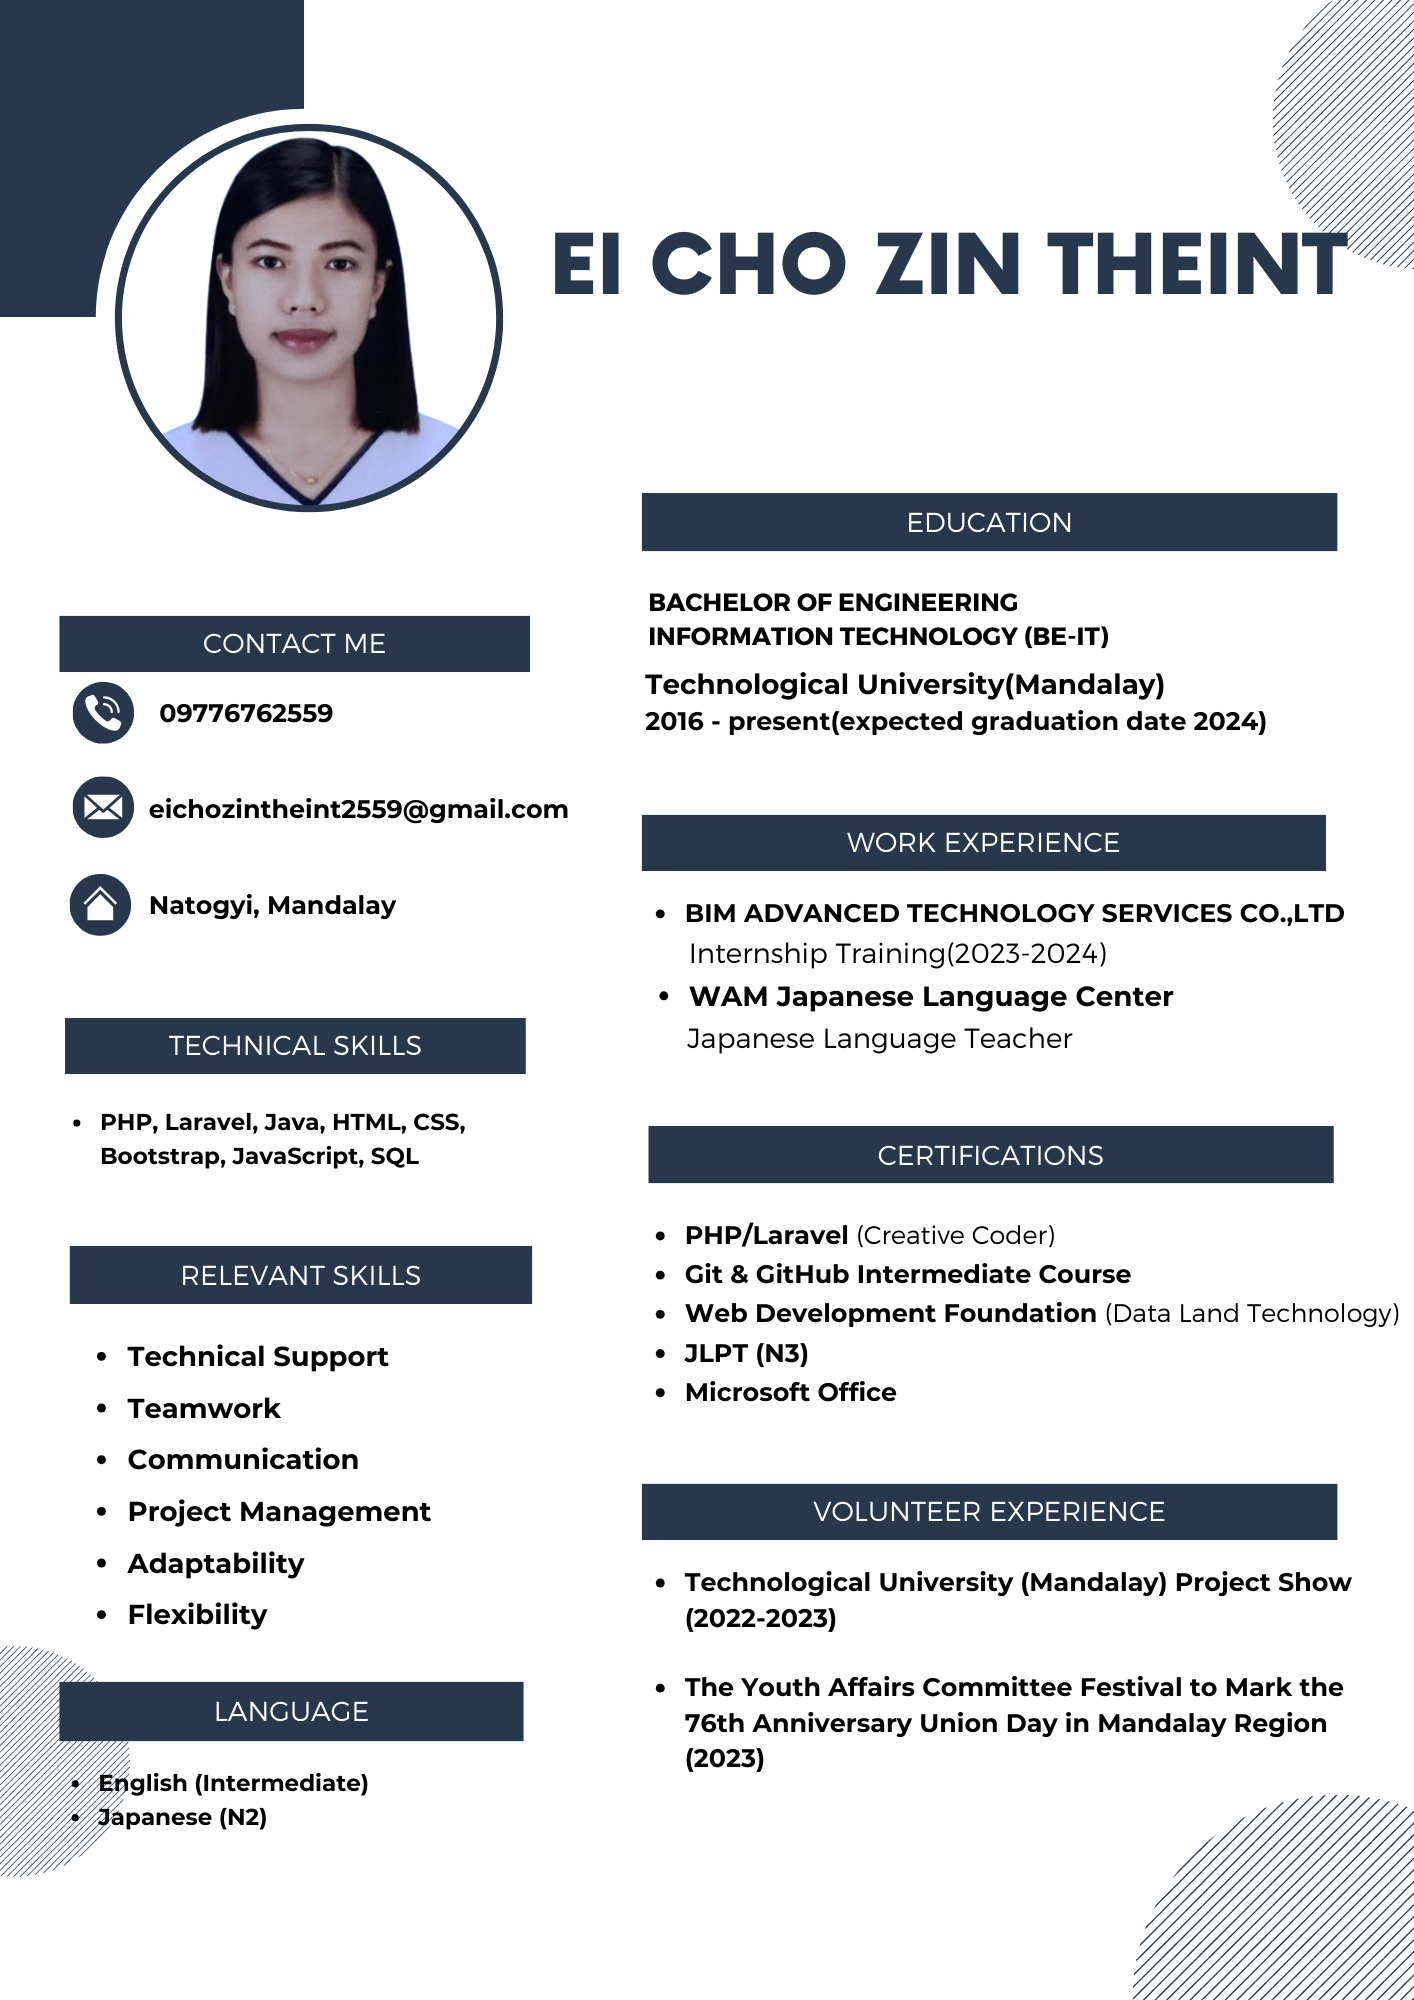 EI CHO ZIN THEINT
CONTACT ME
09776762559
eichozintheint2559@gmail.com
Natogyi, Mandalay
TECHNICAL SKILLS
• PHP, Laravel, Java, HTML, CSS,
Bootstrap, JavaScript, SQL
RELEVANT SKILLS
• Technical Support
• Teamwork
• Communication
• Project Management
• Adaptability
• Flexibility
LANGUAGE
• English (Intermediate)
• Japanese (N2)
EDUCATION
BACHELOR OF ENGINEERING
INFORMATION TECHNOLOGY (BE-IT)
Technological University(Mandalay)
2016 - present(expected graduation date 2024)
WORK EXPERIENCE
• BIM ADVANCED TECHNOLOGY SERVICES CO.,LTD
Internship Training(2023-2024)
• WAM Japanese Language Center
Japanese Language Teacher
CERTIFICATIONS
• PHP/Laravel (Creative Coder)
• Git & GitHub Intermediate Course
• Web Development Foundation (Data Land Technology)
• JLPT (N3)
• Microsoft Office
VOLUNTEER EXPERIENCE
• Technological University (Mandalay) Project Show
(2022-2023)
• The Youth Affairs Committee Festival to Mark the
76th Anniversary Union Day in Mandalay Region
(2023)